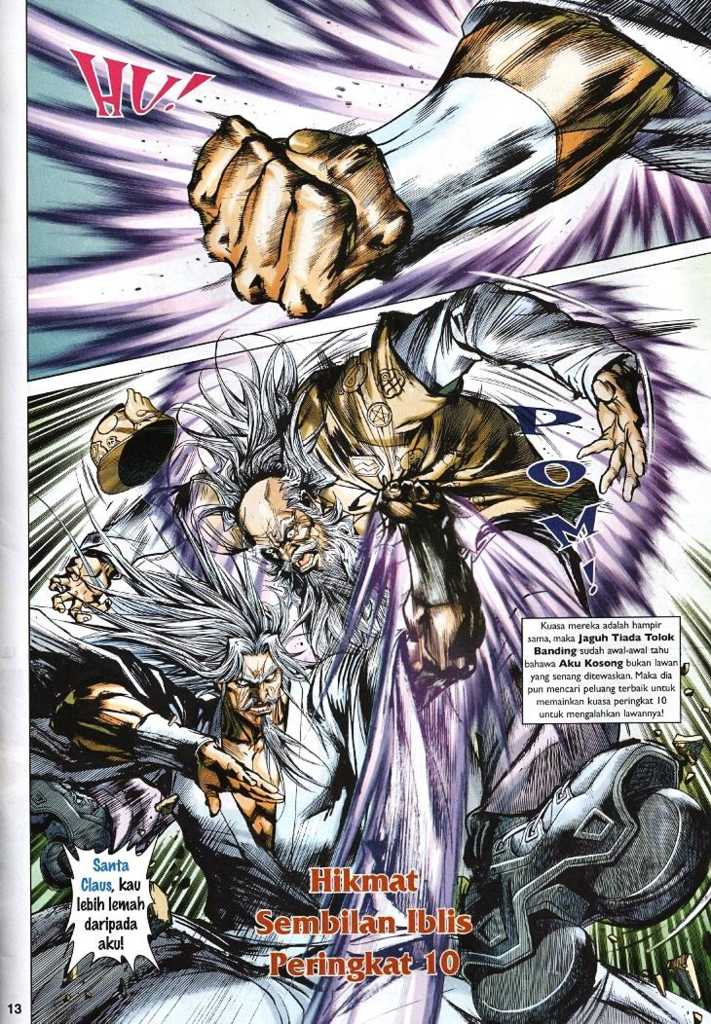 HU!
POM!
Kuasa mereka adalah hampir
sama, maka Jaguh Tiada Tolok
Banding sudah awal-awal tahu
bahawa Aku Kosong bukan lawan
yang senang ditewaskan. Maka dia
pun mencari peluang terbaik untuk
memainkan kuasa peringkat 10
untuk mengalahkan lawannya!
Santa
Claus, kau
lebih lemah
daripada
aku!
Hikmat
Sembilan Iblis
Peringkat 10
13